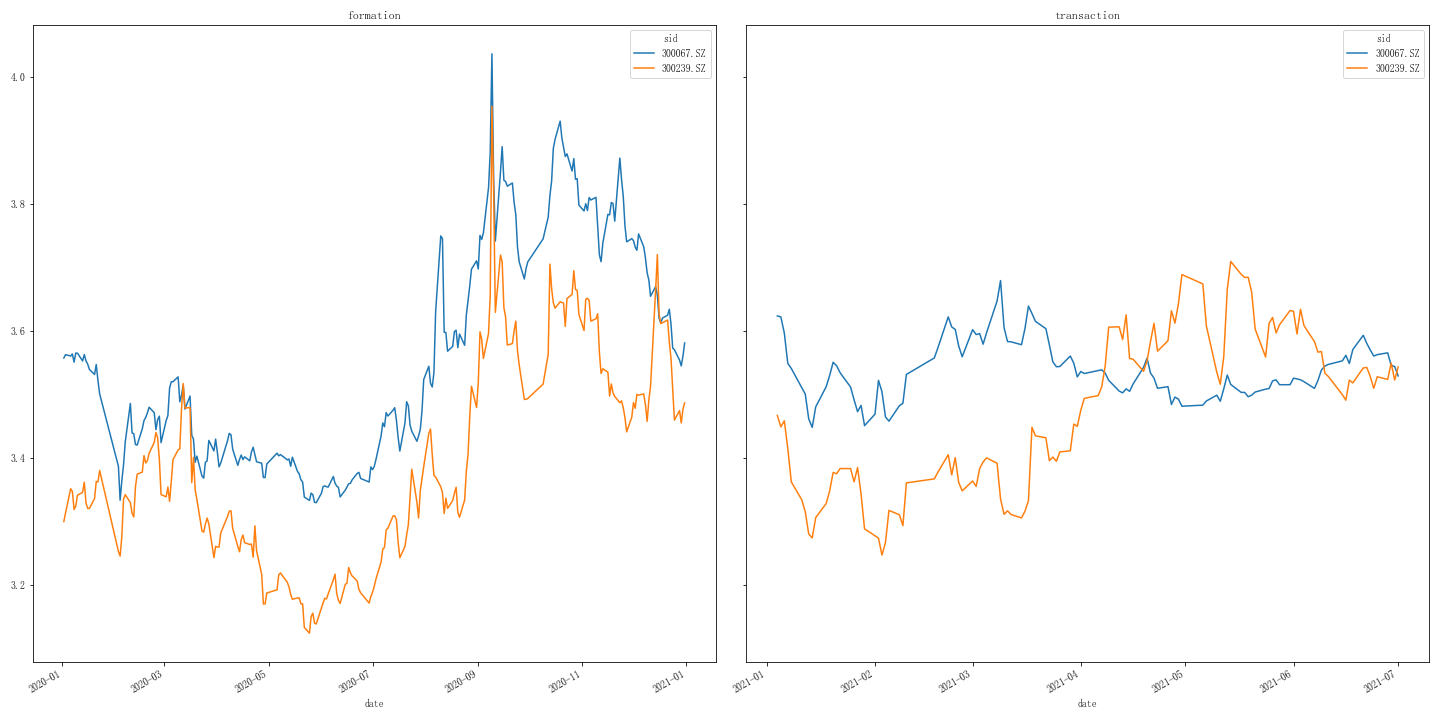 formation
sid
300067.SZ
300239.SZ
4.0
3.8
3.6
3.4
3.2
2020-01
2020-03
2020-05
2020-07
2020-09
2020-11
2021-01
date
transaction
sid
300067.SZ
300239.SZ
2021-01
2021-02
2021-03
2021-04
2021-05
2021-06
2021-07
date